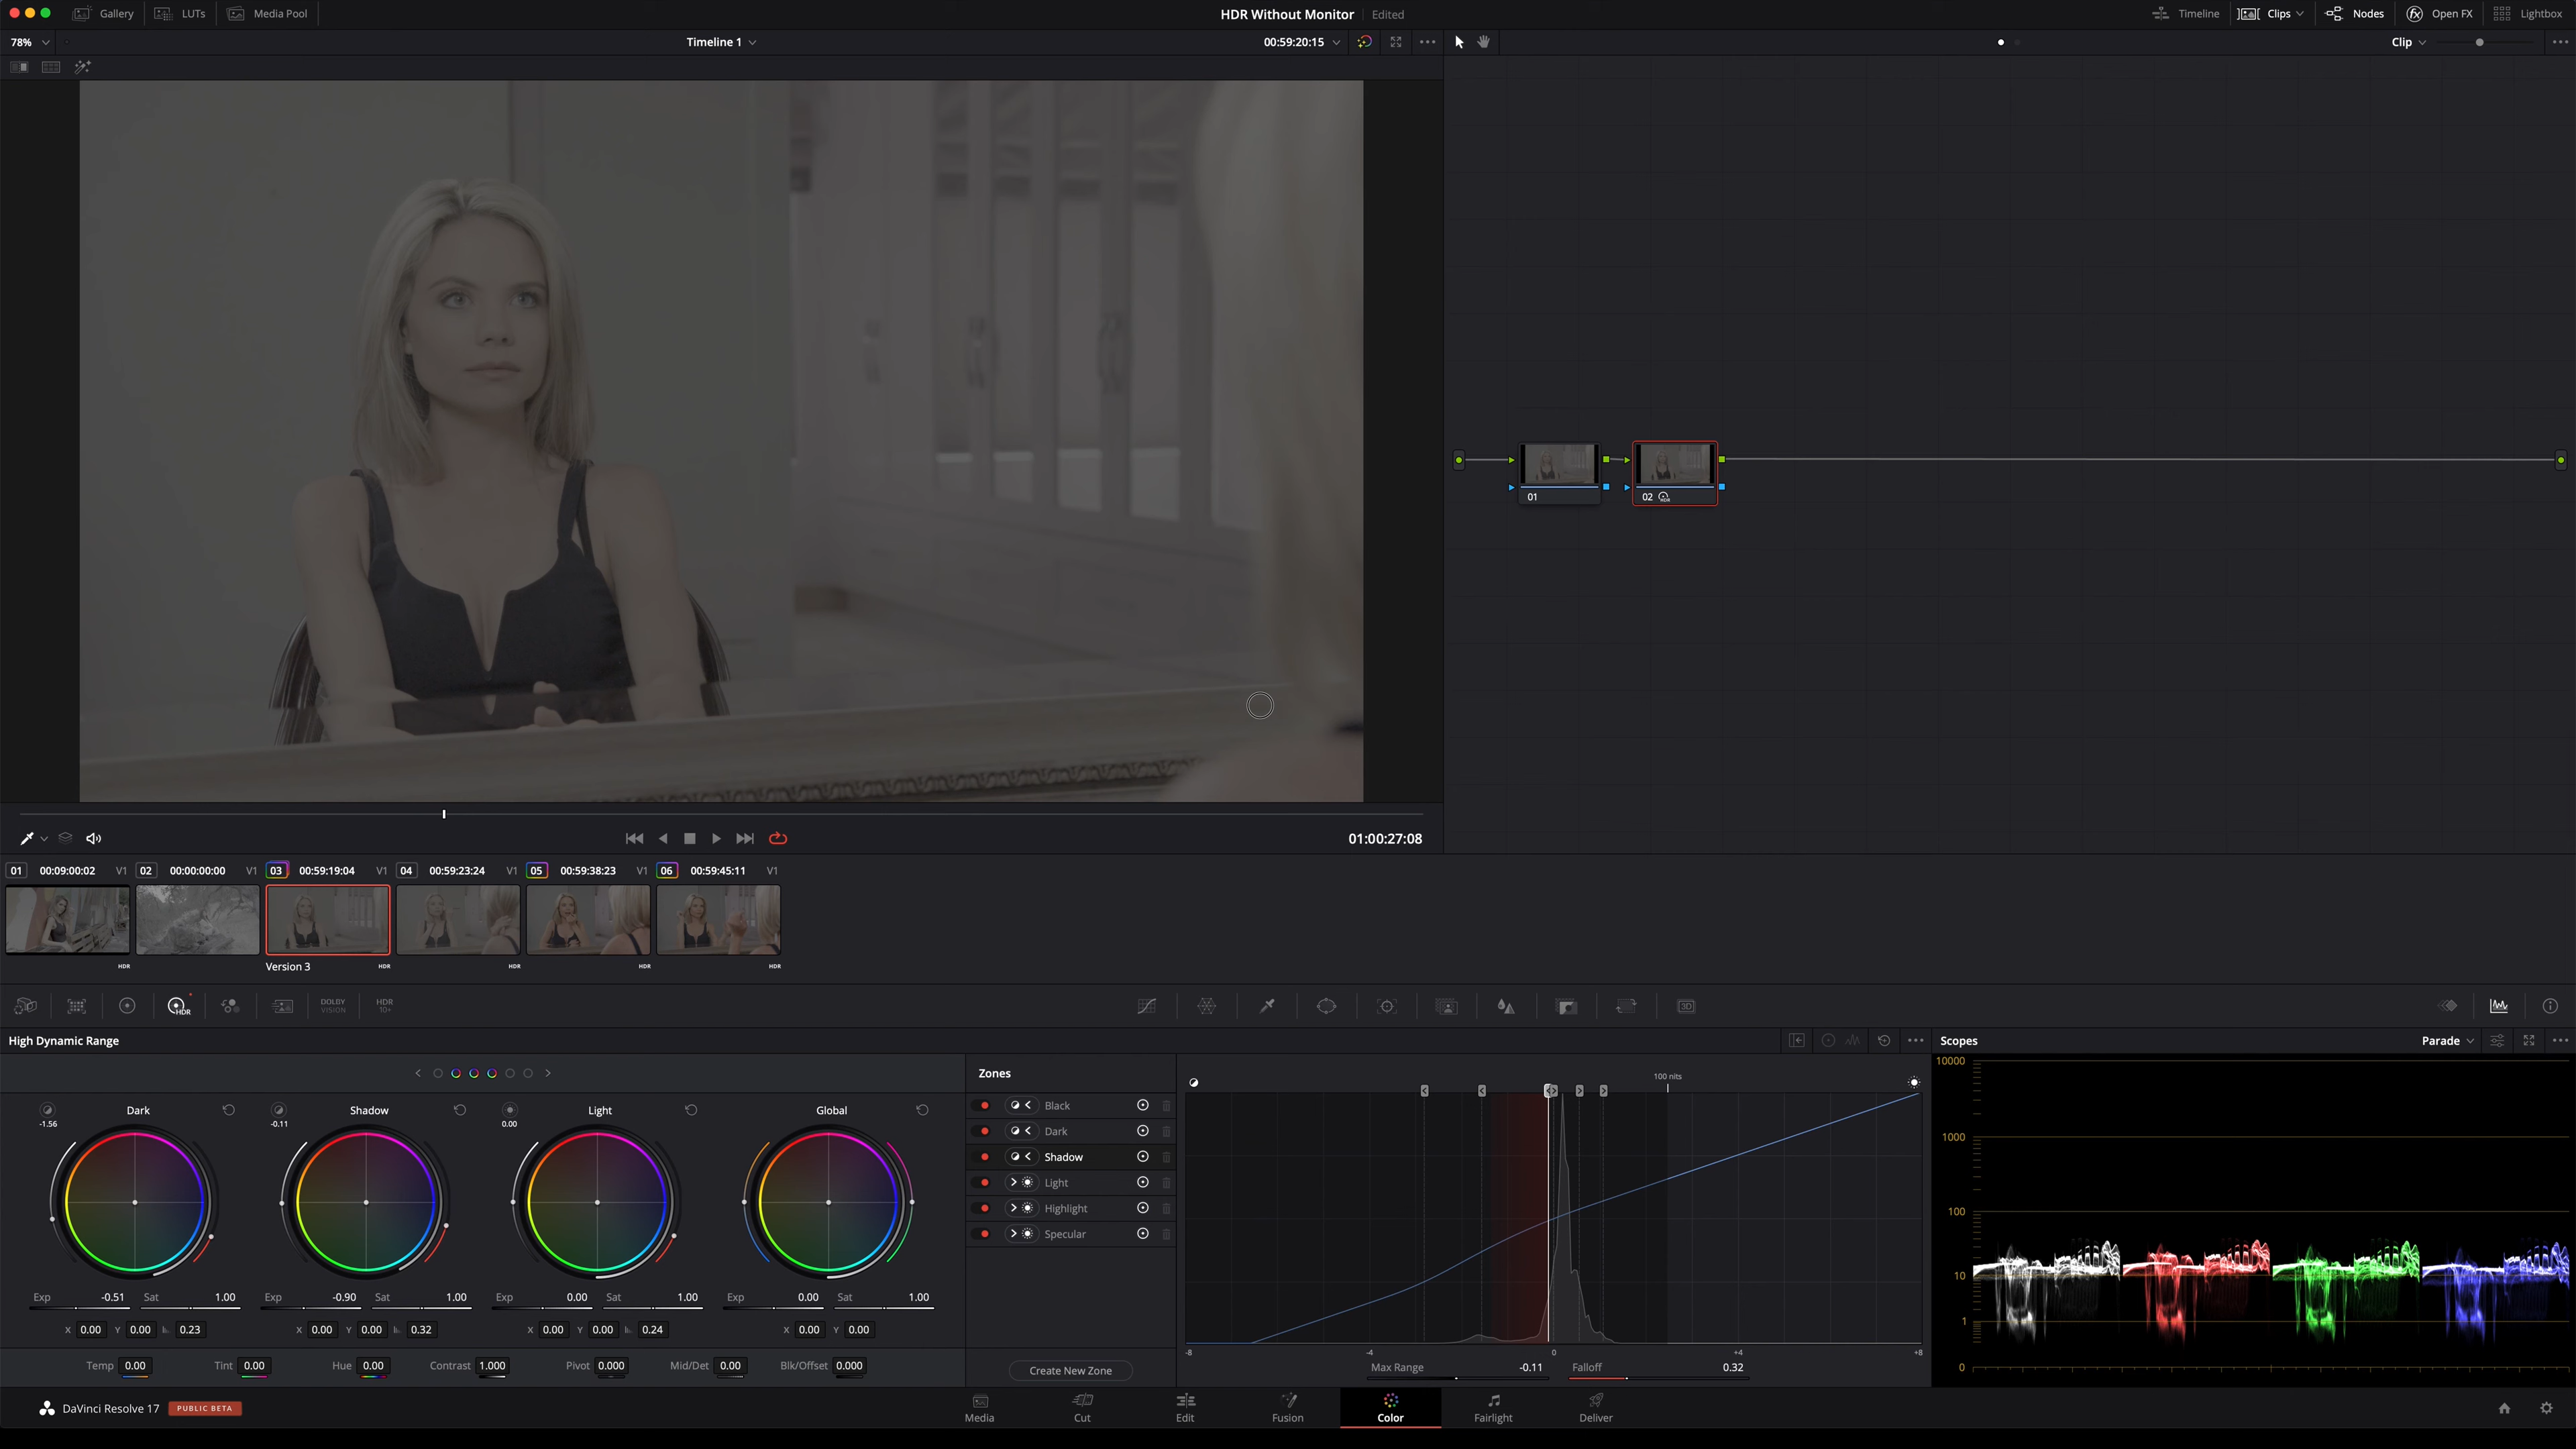 Gallery LUTs Media Pool HDR Without Monitor Edited Timeline Clips Nodes Open FX Lightbox
78% Timeline 1 00:59:20:15 Clip
01 02
01:00:27:08
01 00:09:00:02 V1 02 00:00:00:00 V1 03 00:59:19:04 V1 04 00:59:23:24 V1 05 00:59:38:23 V1 06 00:59:45:11 V1
HDR Version 3 HDR HDR HDR HDR
HDR DOLBY VISION HDR 10+ 3D
High Dynamic Range Scopes Parade
Dark Shadow Light Global
-1.56 -0.11 0.00
Exp -0.51 Sat 1.00 Exp -0.90 Sat 1.00 Exp 0.00 Sat 1.00 Exp 0.00 Sat 1.00
X 0.00 Y 0.00 0.23 X 0.00 Y 0.00 0.32 X 0.00 Y 0.00 0.24 X 0.00 Y 0.00
Temp 0.00 Tint 0.00 Hue 0.00 Contrast 1.000 Pivot 0.000 Mid/Det 0.00 Blk/Offset 0.000
Zones
Black
Dark
Shadow
Light
Highlight
Specular
Create New Zone
100 nits
-8 -4 0 +4 +8
Max Range -0.11 Falloff 0.32
10000
1000
100
10
1
0
DaVinci Resolve 17 PUBLIC BETA Media Cut Edit Fusion Color Fairlight Deliver